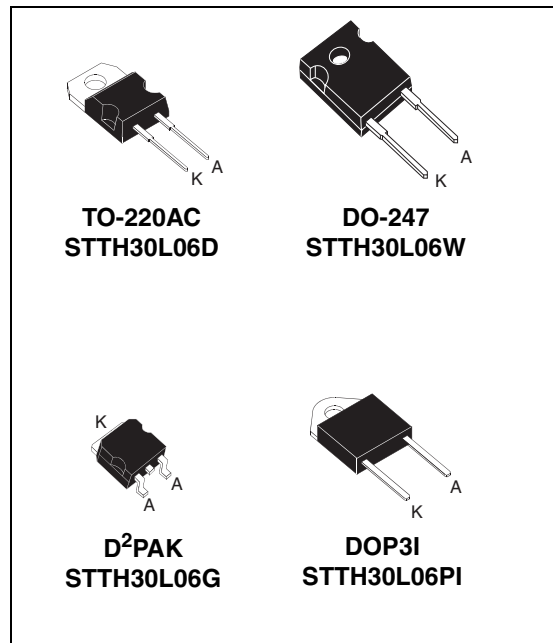 K
A
TO-220AC
STTH30L06D
K
A
DO-247
STTH30L06W
K
A
A
D²PAK
STTH30L06G
K
A
DOP3I
STTH30L06PI